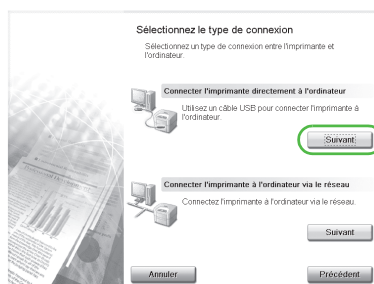 Sélectionnez le type de connexion
Sélectionnez un type de connexion entre l'imprimante et
l'ordinateur.
Connecter l'imprimante directement à l'ordinateur
Utilisez un câble USB pour connecter l'imprimante à
l'ordinateur.
Suivant
Connecter l'imprimante à l'ordinateur via le réseau
Connectez l'imprimante à l'ordinateur via le réseau.
Suivant
Annuler
Précédent